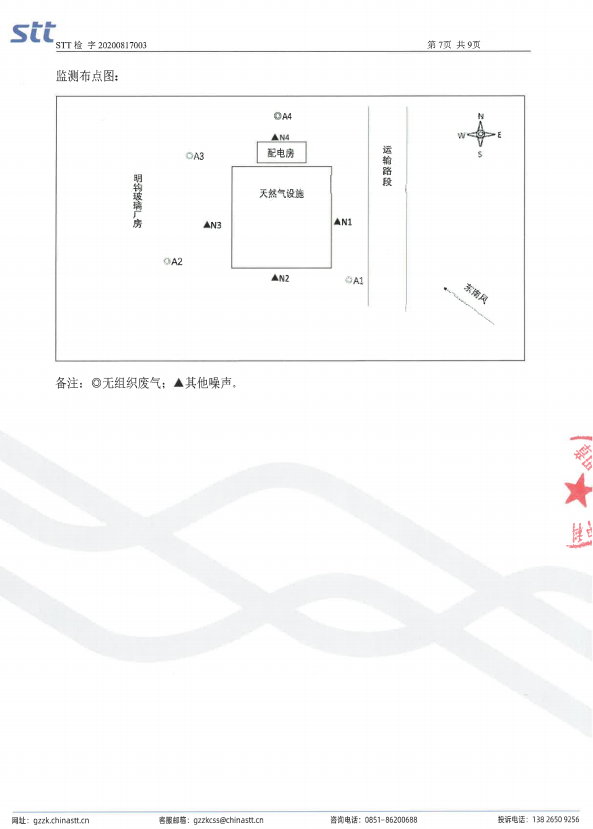 stt
STT 检 字 20200817003 第 7页 共 9页
监测布点图：
◎A4
▲N4
配电房
◎A3
天然气设施
明钧玻璃厂房
▲N3
▲N1
◎A2
▲N2
◎A1
运输路段
N
W E
S
东南风
备注：◎无组织废气；▲其他噪声。
网址：gzzk.chinastt.cn 客服邮箱：gzzkcss@chinastt.cn 咨询电话：0851-86200688 投诉电话：138 2650 9256